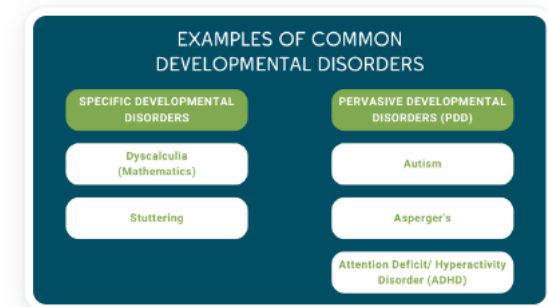 EXAMPLES OF COMMON
DEVELOPMENTAL DISORDERS
SPECIFIC DEVELOPMENTAL
DISORDERS
Dyscalculia
(Mathematics)
Stuttering
PERVASIVE DEVELOPMENTAL
DISORDERS (PDD)
Autism
Asperger's
Attention Deficit/ Hyperactivity
Disorder (ADHD)